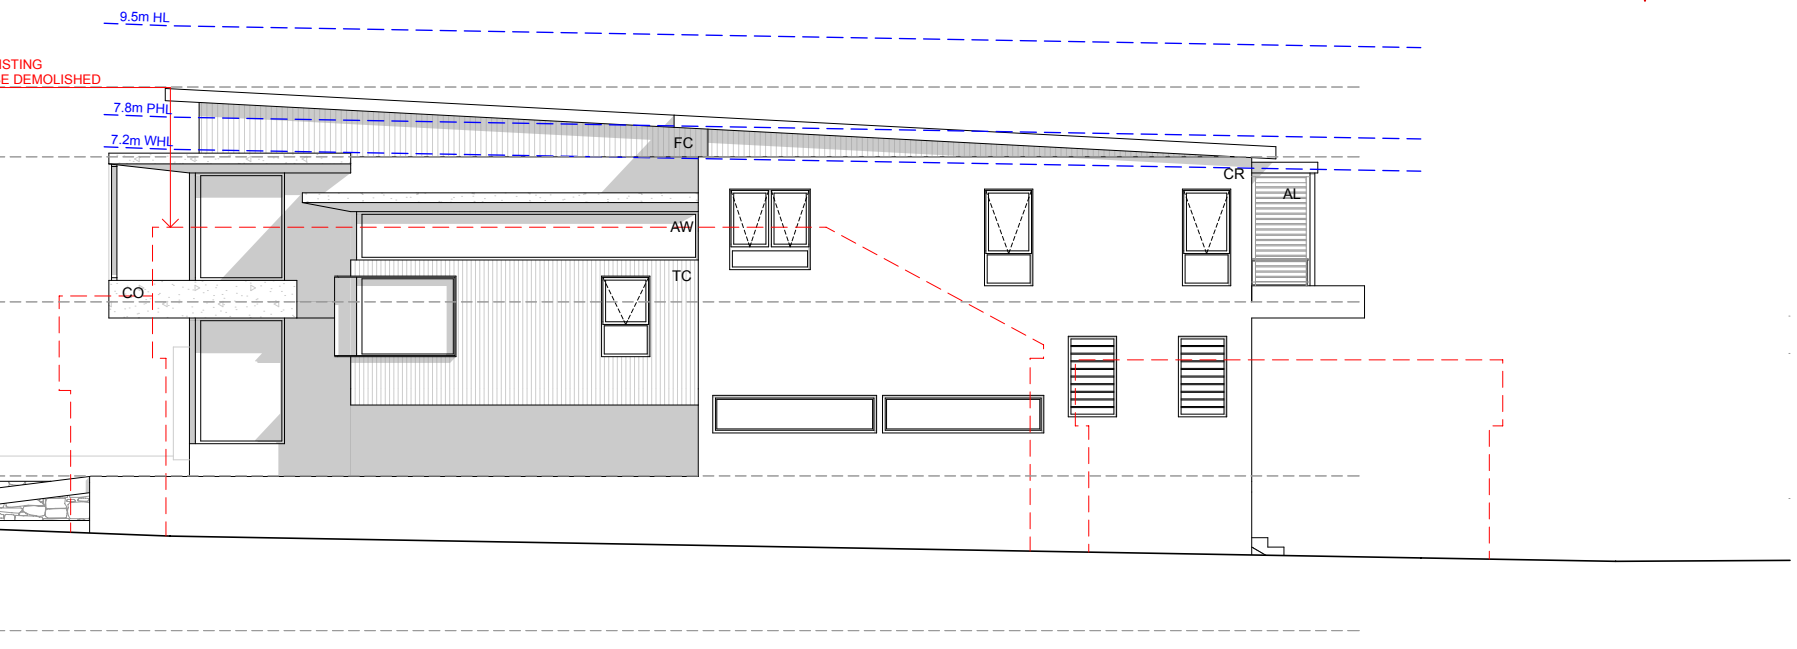 9.5m HL
ISTING
E DEMOLISHED
7.8m PHL
7.2m WHL
FC
CR
AL
AW
TC
CO